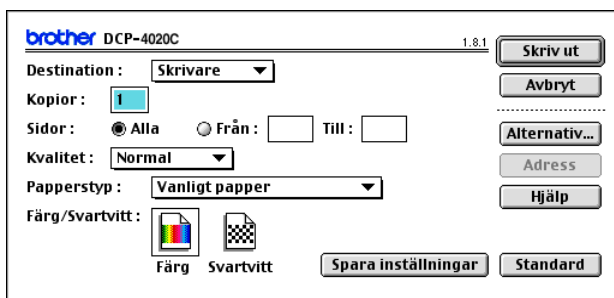 brother DCP-4020C 1.8.1 Skriv ut
Destination : Skrivare Avbryt
Kopior : 1
Sidor : Alla Från : Till : Alternativ...
Kvalitet : Normal Adress
Papperstyp : Vanligt papper Hjälp
Färg/Svartvitt :
Färg Svartvitt Spara inställningar Standard